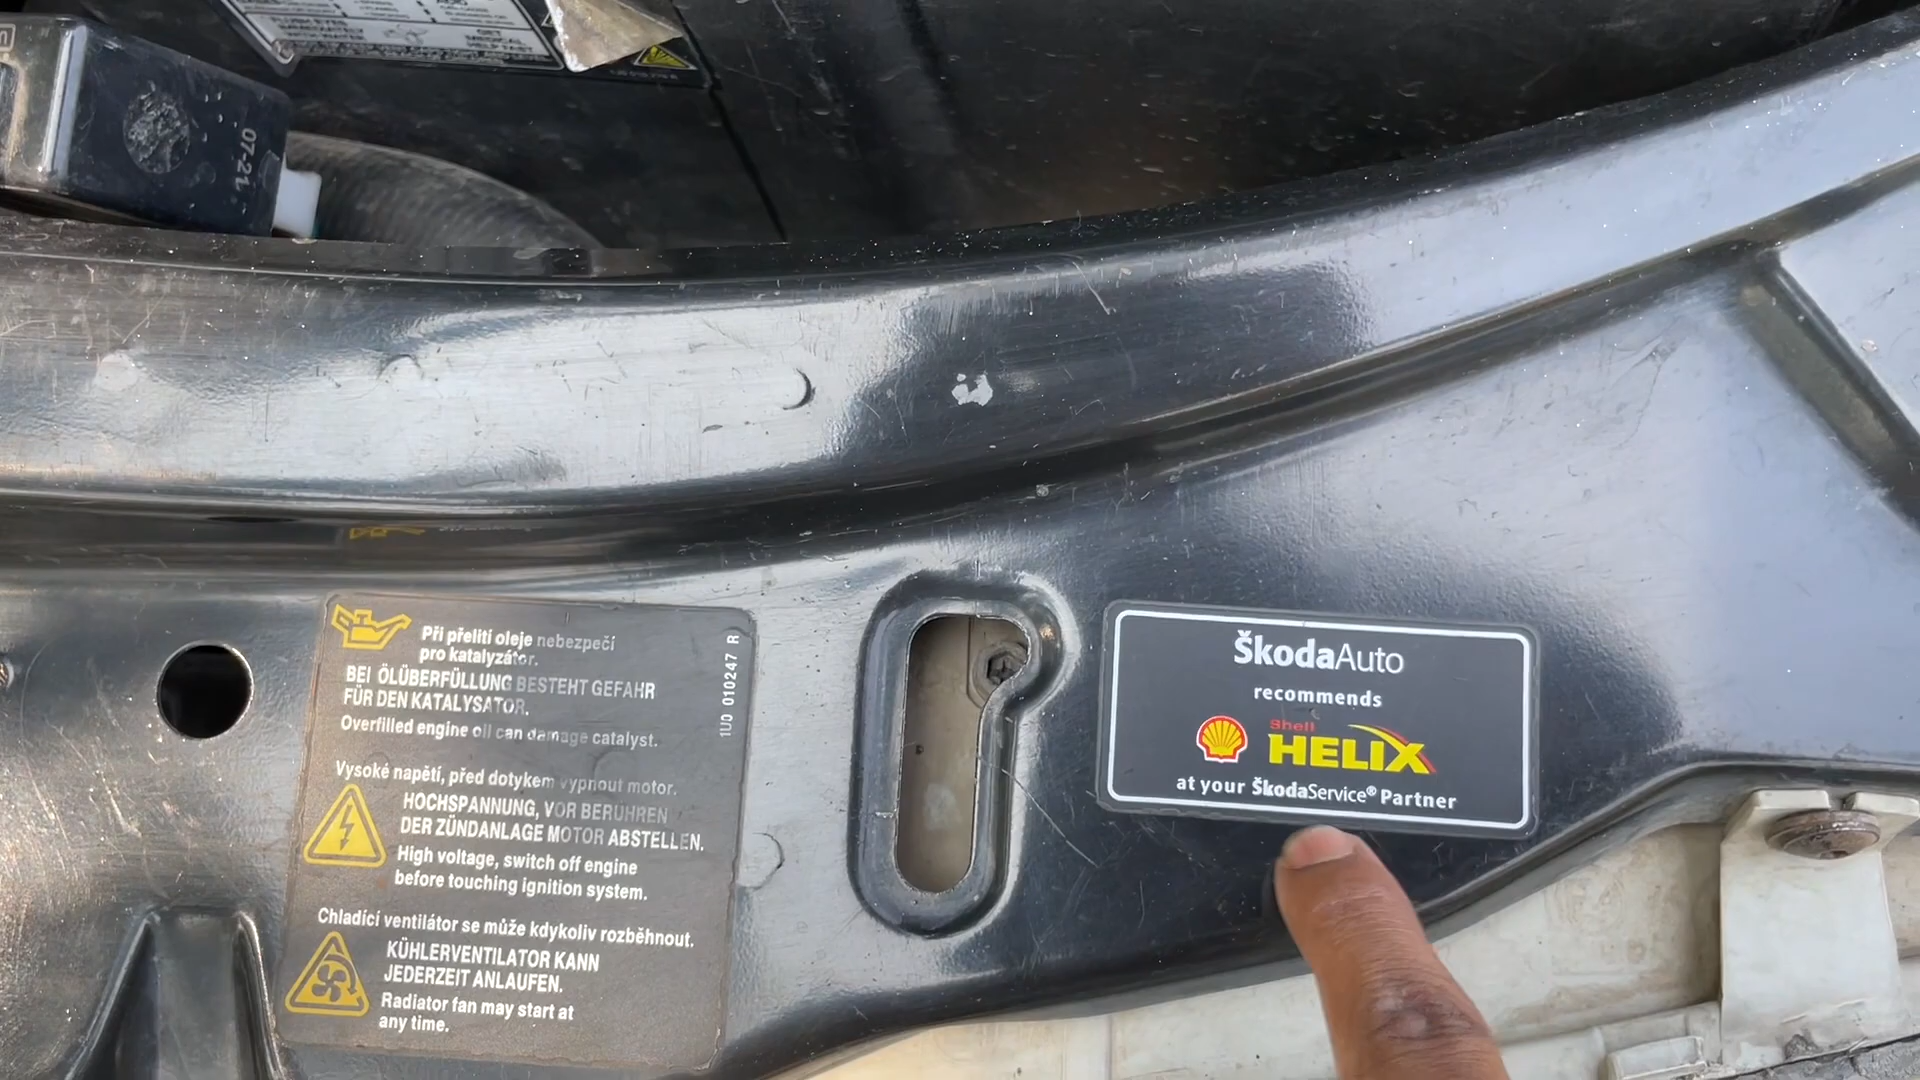 07-21
Při přelití oleje nebezpečí
pro katalyzátor.
BEI ÖLÜBERFÜLLUNG BESTEHT GEFAHR
FÜR DEN KATALYSATOR.
Overfilled engine oil can damage catalyst.
1U0 010247 R
Vysoké napětí, před dotykem vypnout motor.
HOCHSPANNUNG, VOR BERÜHREN
DER ZÜNDANLAGE MOTOR ABSTELLEN.
High voltage, switch off engine
before touching ignition system.
Chladící ventilátor se může kdykoliv rozběhnout.
KÜHLERVENTILATOR KANN
JEDERZEIT ANLAUFEN.
Radiator fan may start at
any time.
ŠkodaAuto
recommends
Shell
HELIX
at your ŠkodaService® Partner